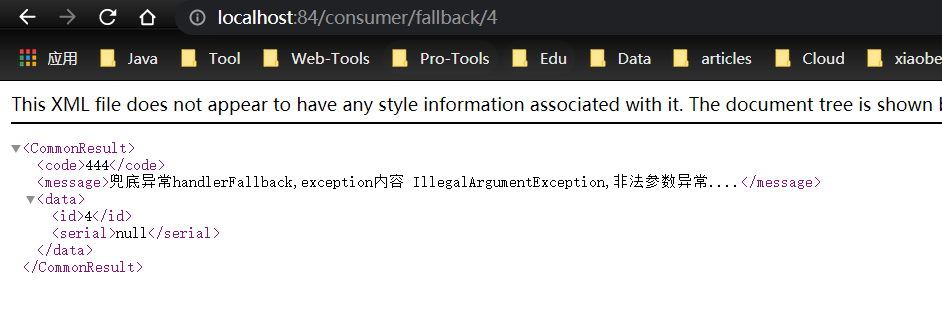 localhost:84/consumer/fallback/4
应用 Java Tool Web-Tools Pro-Tools Edu Data articles Cloud xiaobe
This XML file does not appear to have any style information associated with it. The document tree is shown b
<CommonResult>
<code>444</code>
<message>兜底异常handlerFallback,exception内容 IllegalArgumentException,非法参数异常....</message>
<data>
<id>4</id>
<serial>null</serial>
</data>
</CommonResult>